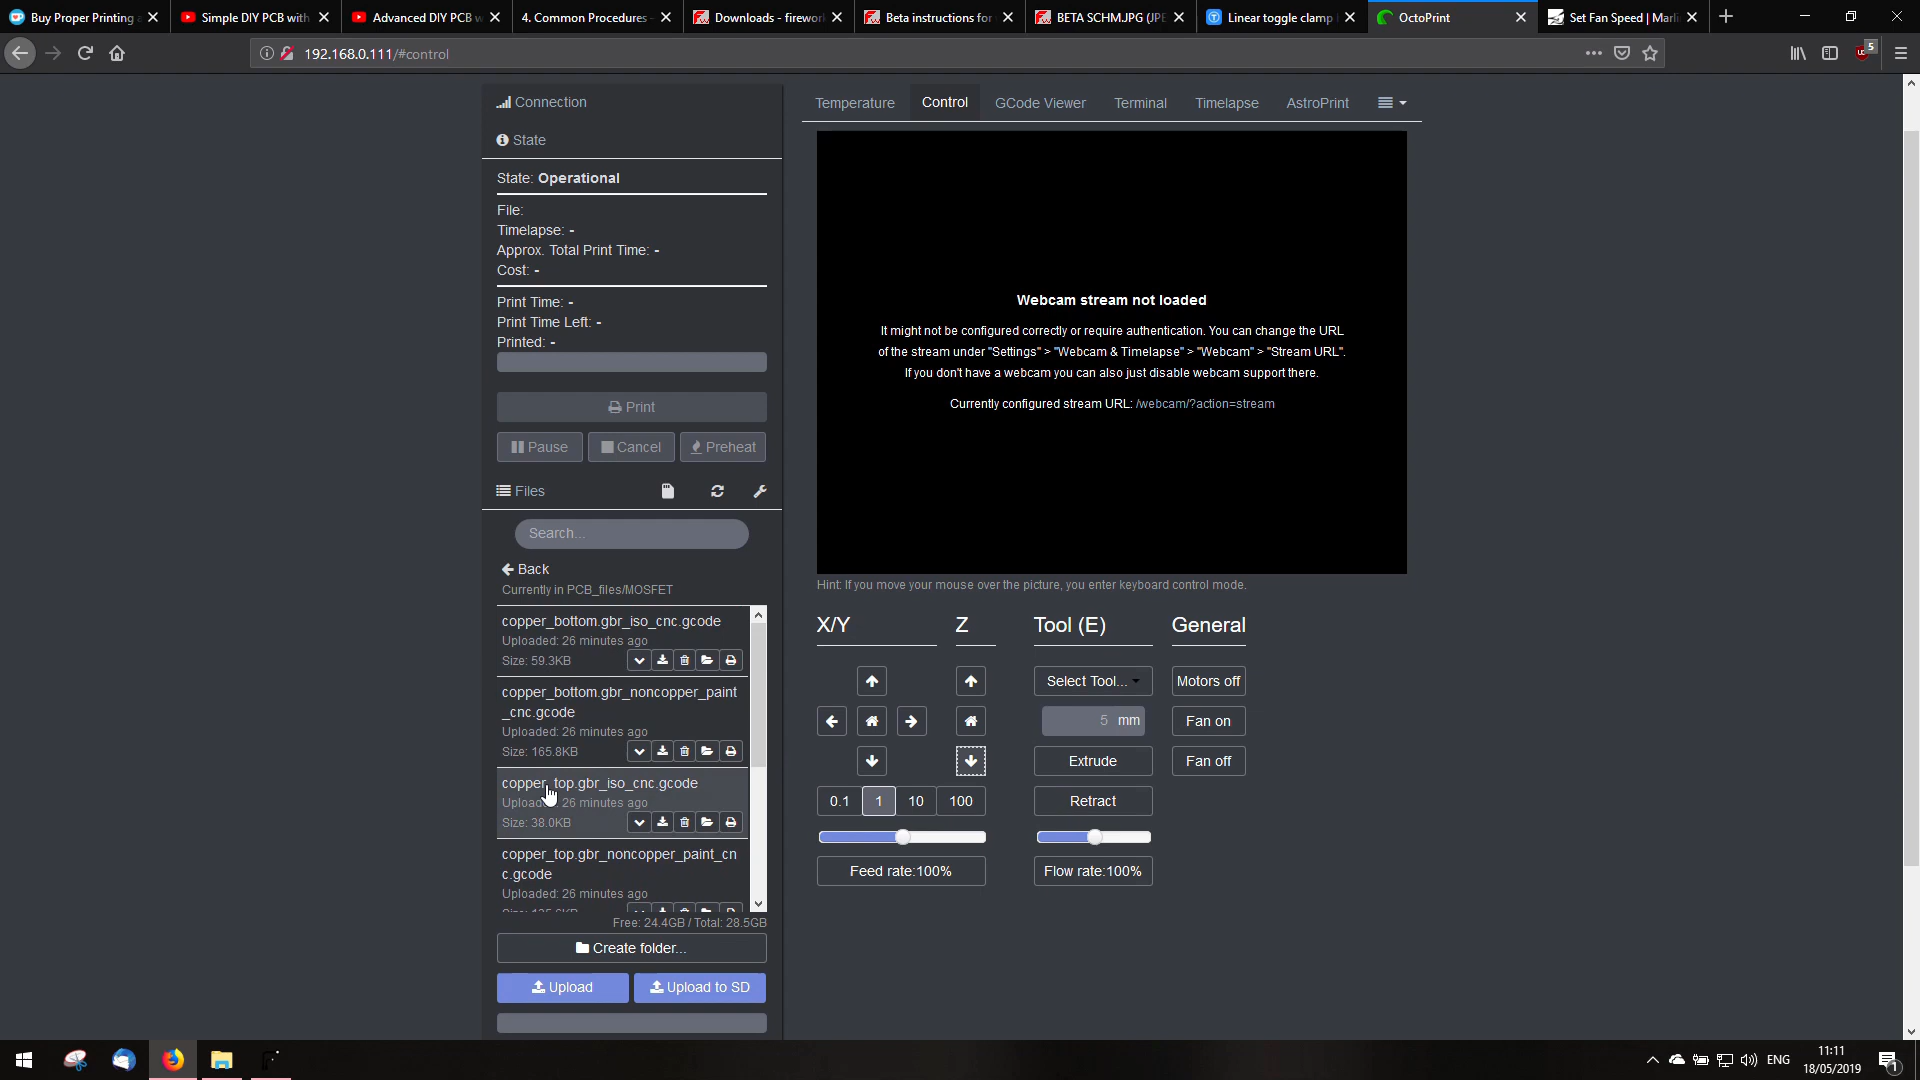 Buy Proper Printing a
Simple DIY PCB with
Advanced DIY PCB w
4. Common Procedures -
Downloads - firework
Beta instructions for
BETA SCHM.JPG (JPE
Linear toggle clamp
OctoPrint
Set Fan Speed | Marli
192.168.0.111/#control
5
Connection
State
State: Operational
File:
Timelapse: -
Approx. Total Print Time: -
Cost: -
Print Time: -
Print Time Left: -
Printed: -
Print
Pause
Cancel
Preheat
Files
Search...
Back
Currently in PCB_files/MOSFET
copper_bottom.gbr_iso_cnc.gcode
Uploaded: 26 minutes ago
Size: 59.3KB
copper_bottom.gbr_noncopper_paint
_cnc.gcode
Uploaded: 26 minutes ago
Size: 165.8KB
copper_top.gbr_iso_cnc.gcode
Uploaded: 26 minutes ago
Size: 38.0KB
copper_top.gbr_noncopper_paint_cn
c.gcode
Uploaded: 26 minutes ago
Free: 24.4GB / Total: 28.5GB
Create folder...
Upload
Upload to SD
Temperature
Control
GCode Viewer
Terminal
Timelapse
AstroPrint
Webcam stream not loaded
It might not be configured correctly or require authentication. You can change the URL
of the stream under "Settings" > "Webcam & Timelapse" > "Webcam" > "Stream URL".
If you don't have a webcam you can also just disable webcam support there.
Currently configured stream URL: /webcam/?action=stream
Hint: If you move your mouse over the picture, you enter keyboard control mode.
X/Y
Z
Tool (E)
General
Select Tool...
Motors off
5 mm
Fan on
Extrude
Fan off
0.1
1
10
100
Retract
Feed rate:100%
Flow rate:100%
ENG
11:11
18/05/2019
1